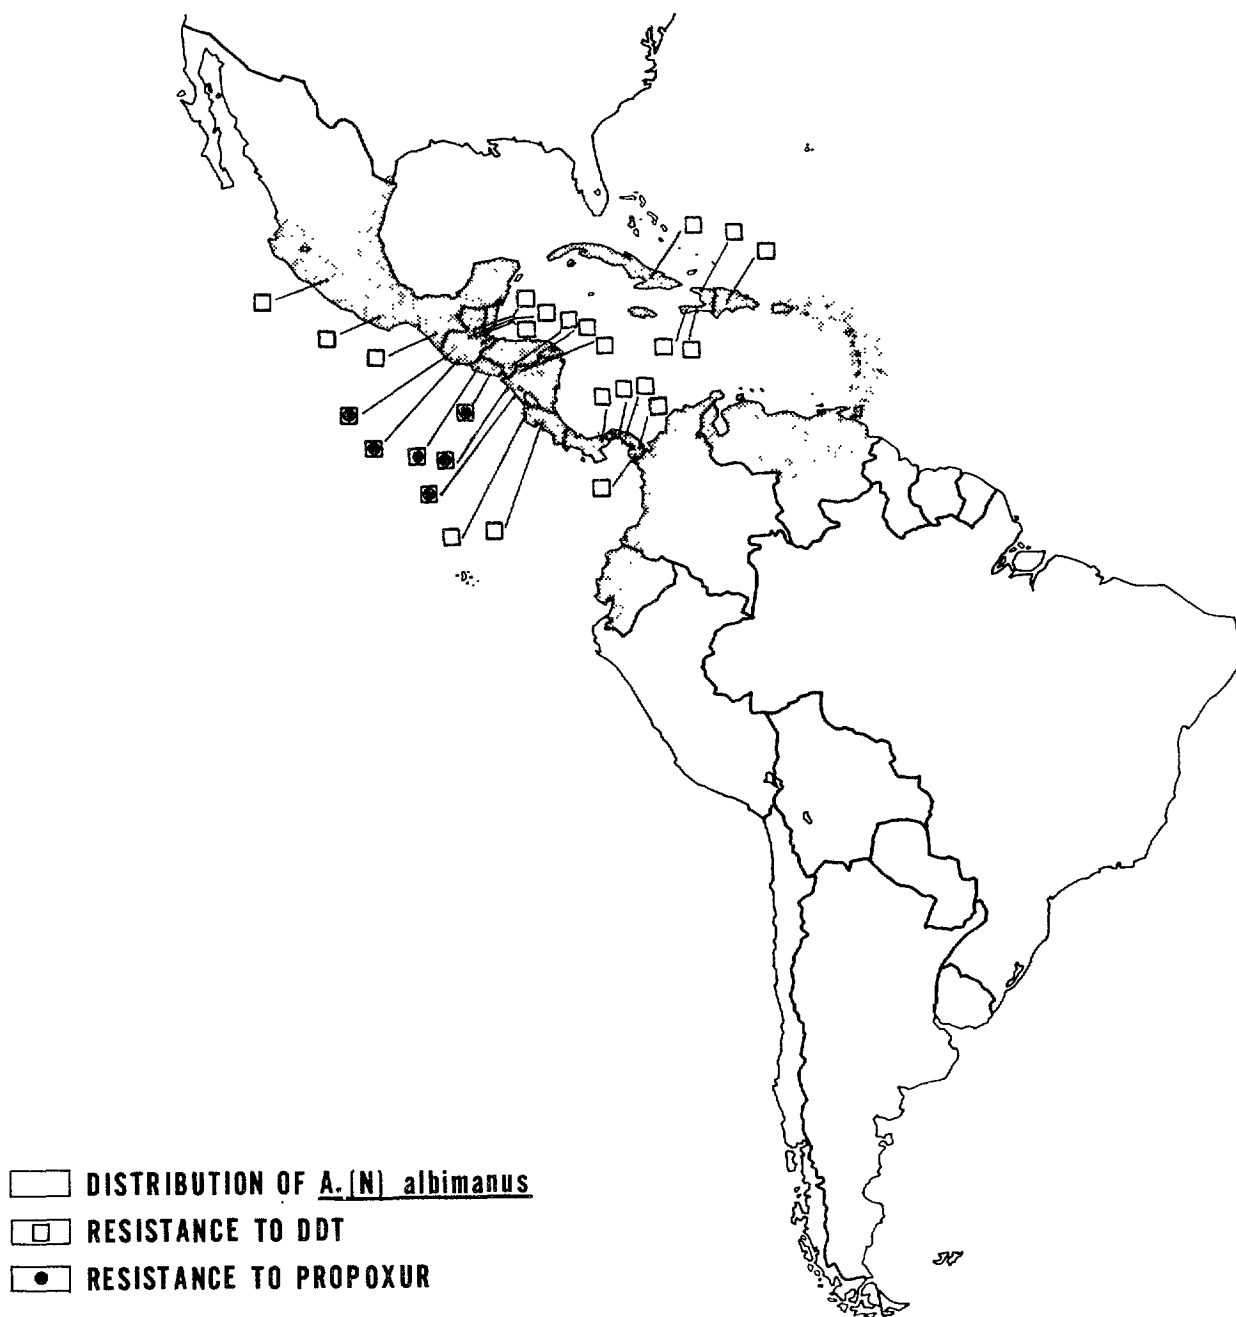 DISTRIBUTION OF A. [N] albimanus
RESISTANCE TO DDT
RESISTANCE TO PROPOXUR